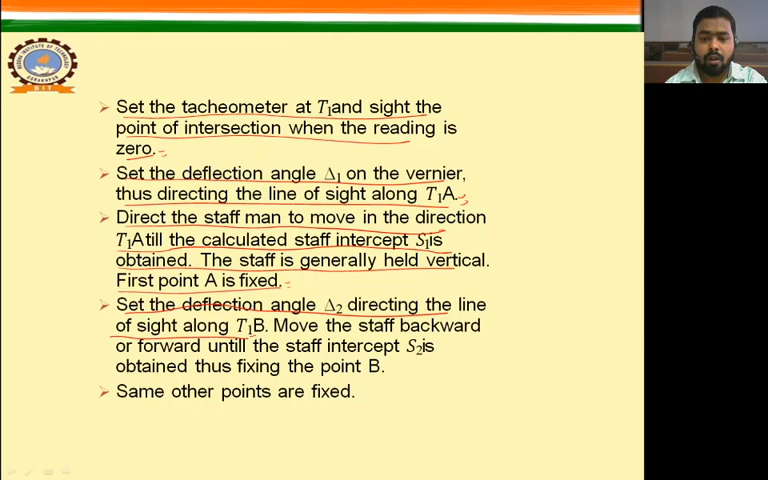 Set the tacheometer at T1and sight the
point of intersection when the reading is
zero.
Set the deflection angle Δ1 on the vernier,
thus directing the line of sight along T1A.
Direct the staff man to move in the direction
T1Atill the calculated staff intercept S1is
obtained. The staff is generally held vertical.
First point A is fixed.
Set the deflection angle Δ2 directing the line
of sight along T1B. Move the staff backward
or forward untill the staff intercept S2is
obtained thus fixing the point B.
Same other points are fixed.